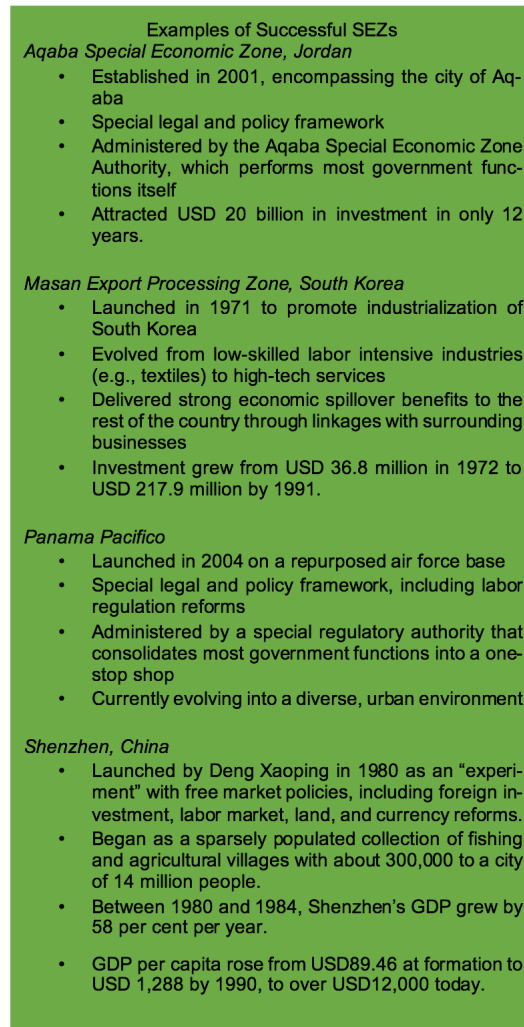 Examples of Successful SEZs
Aqaba Special Economic Zone, Jordan
• Established in 2001, encompassing the city of Aq-
aba
• Special legal and policy framework
• Administered by the Aqaba Special Economic Zone
Authority, which performs most government func-
tions itself
• Attracted USD 20 billion in investment in only 12
years.
Masan Export Processing Zone, South Korea
• Launched in 1971 to promote industrialization of
South Korea
• Evolved from low-skilled labor intensive industries
(e.g., textiles) to high-tech services
• Delivered strong economic spillover benefits to the
rest of the country through linkages with surrounding
businesses
• Investment grew from USD 36.8 million in 1972 to
USD 217.9 million by 1991.
Panama Pacifico
• Launched in 2004 on a repurposed air force base
• Special legal and policy framework, including labor
regulation reforms
• Administered by a special regulatory authority that
consolidates most government functions into a one-
stop shop
• Currently evolving into a diverse, urban environment
Shenzhen, China
• Launched by Deng Xaoping in 1980 as an “experi-
ment” with free market policies, including foreign in-
vestment, labor market, land, and currency reforms.
• Began as a sparsely populated collection of fishing
and agricultural villages with about 300,000 to a city
of 14 million people.
• Between 1980 and 1984, Shenzhen’s GDP grew by
58 per cent per year.
• GDP per capita rose from USD89.46 at formation to
USD 1,288 by 1990, to over USD12,000 today.